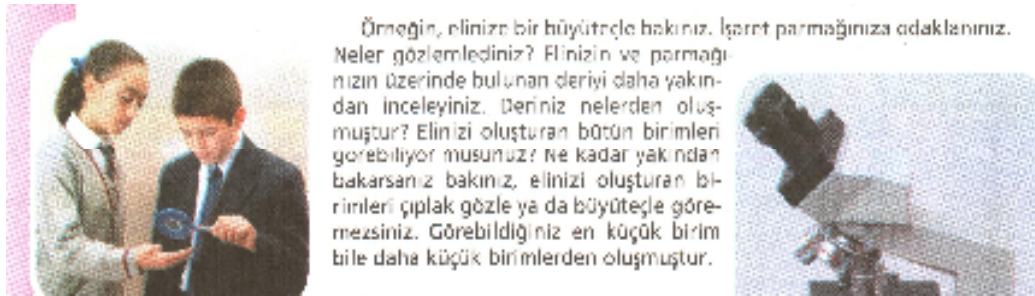 Örneğin, elinize bir büyüteçle bakınız. İşaret parmağınıza odaklanınız.
Neler gözlemlediniz? Elinizin ve parmağı-
nızın üzerinde bulunan deriyi daha yakın-
dan inceleyiniz. Deriniz nelerden oluş-
muştur? Elinizi oluşturan bütün birimleri
görebiliyor musunuz? Ne kadar yakından
bakarsanız bakınız, elinizi oluşturan bi-
rimleri çıplak gözle ya da büyüteçle göre-
mezsiniz. Görebildiğiniz en küçük birim
bile daha küçük birimlerden oluşmuştur.